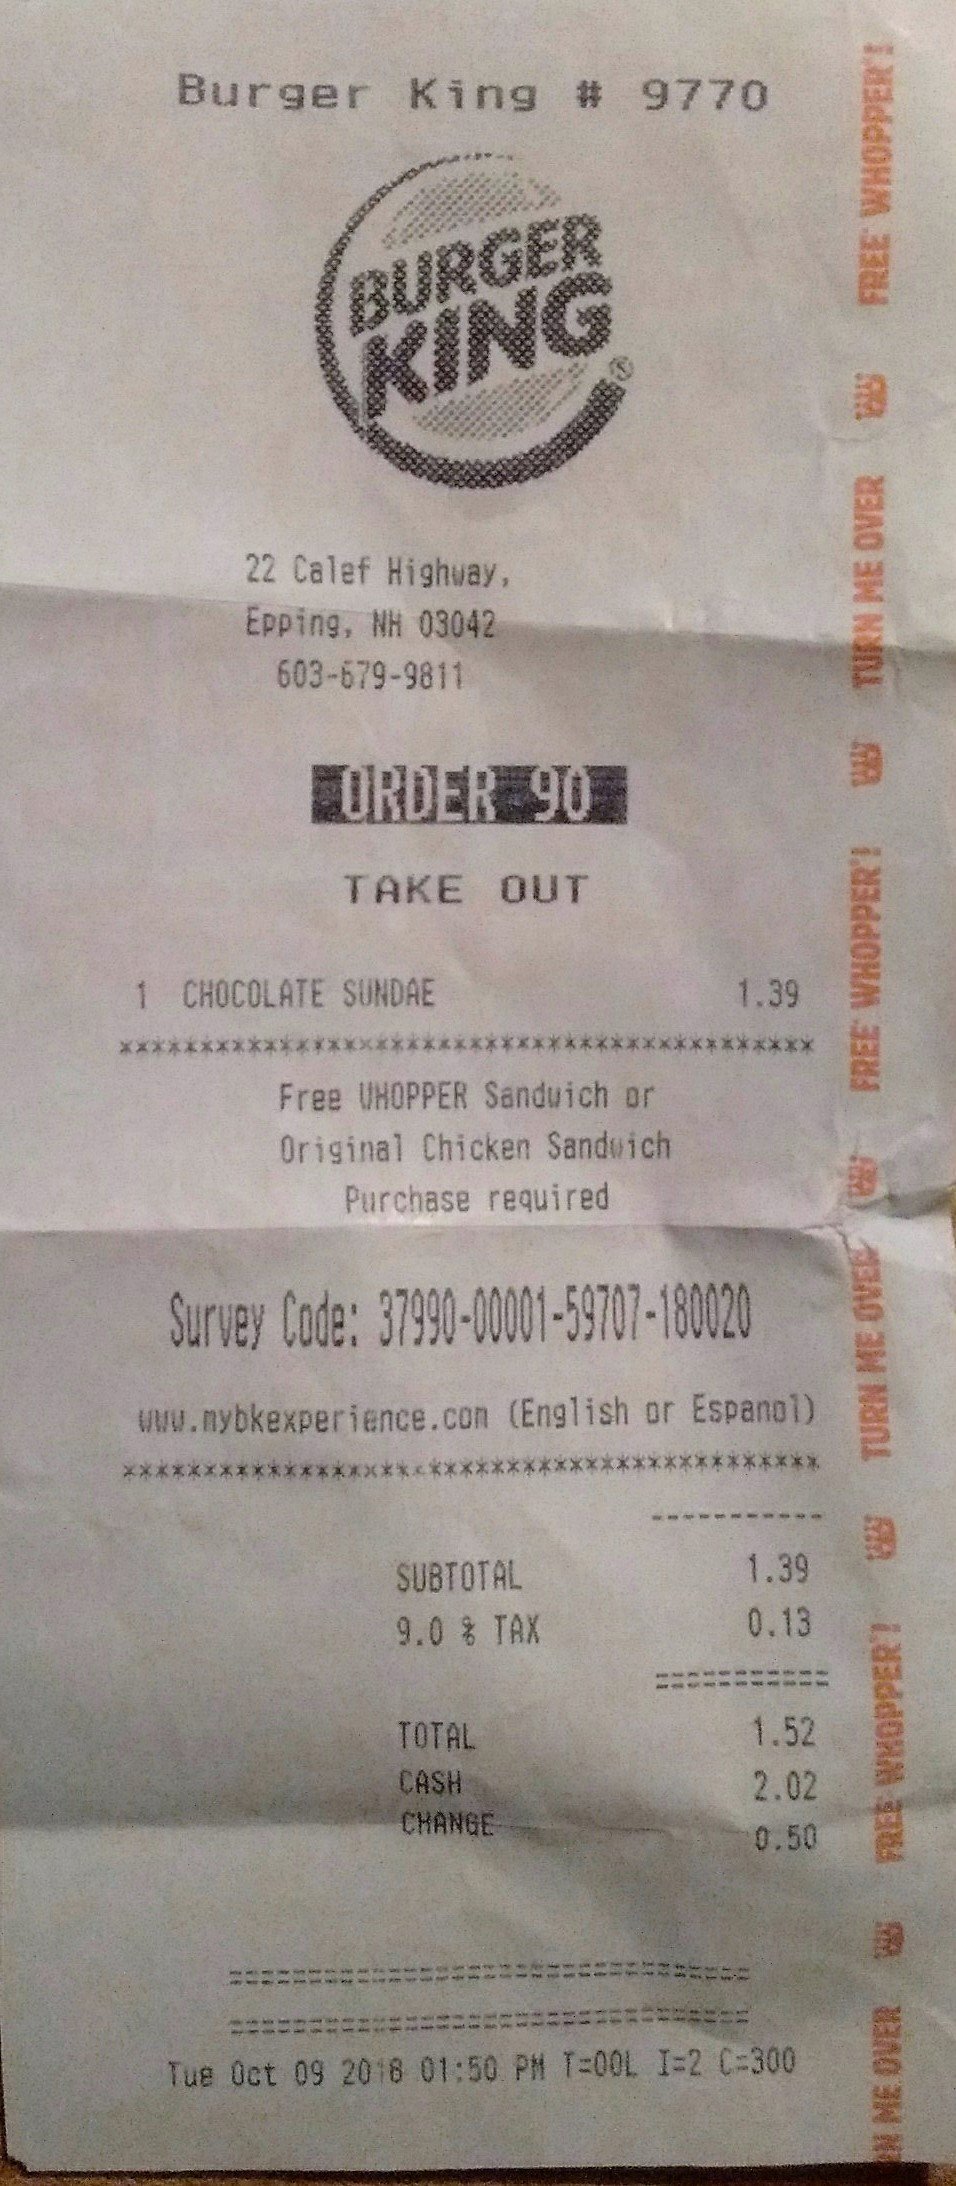 Burger King # 9770
BURGER
KING
®
22 Calef Highway,
Epping, NH 03042
603-679-9811
ORDER 90
TAKE OUT
1 CHOCOLATE SUNDAE 1.39
*******************************************
Free WHOPPER Sandwich or
Original Chicken Sandwich
Purchase required
Survey Code: 37990-00001-59707-180020
www.mybkexperience.com (English or Espanol)
*******************************************
-----------
SUBTOTAL 1.39
9.0 % TAX 0.13
===========
TOTAL 1.52
CASH 2.02
CHANGE 0.50
=================================
=================================
Tue Oct 09 2018 01:50 PM T=00L I=2 C=300
FREE WHOPPER®!
TURN ME OVER
FREE WHOPPER®!
TURN ME OVER
FREE WHOPPER®!
RN ME OVER